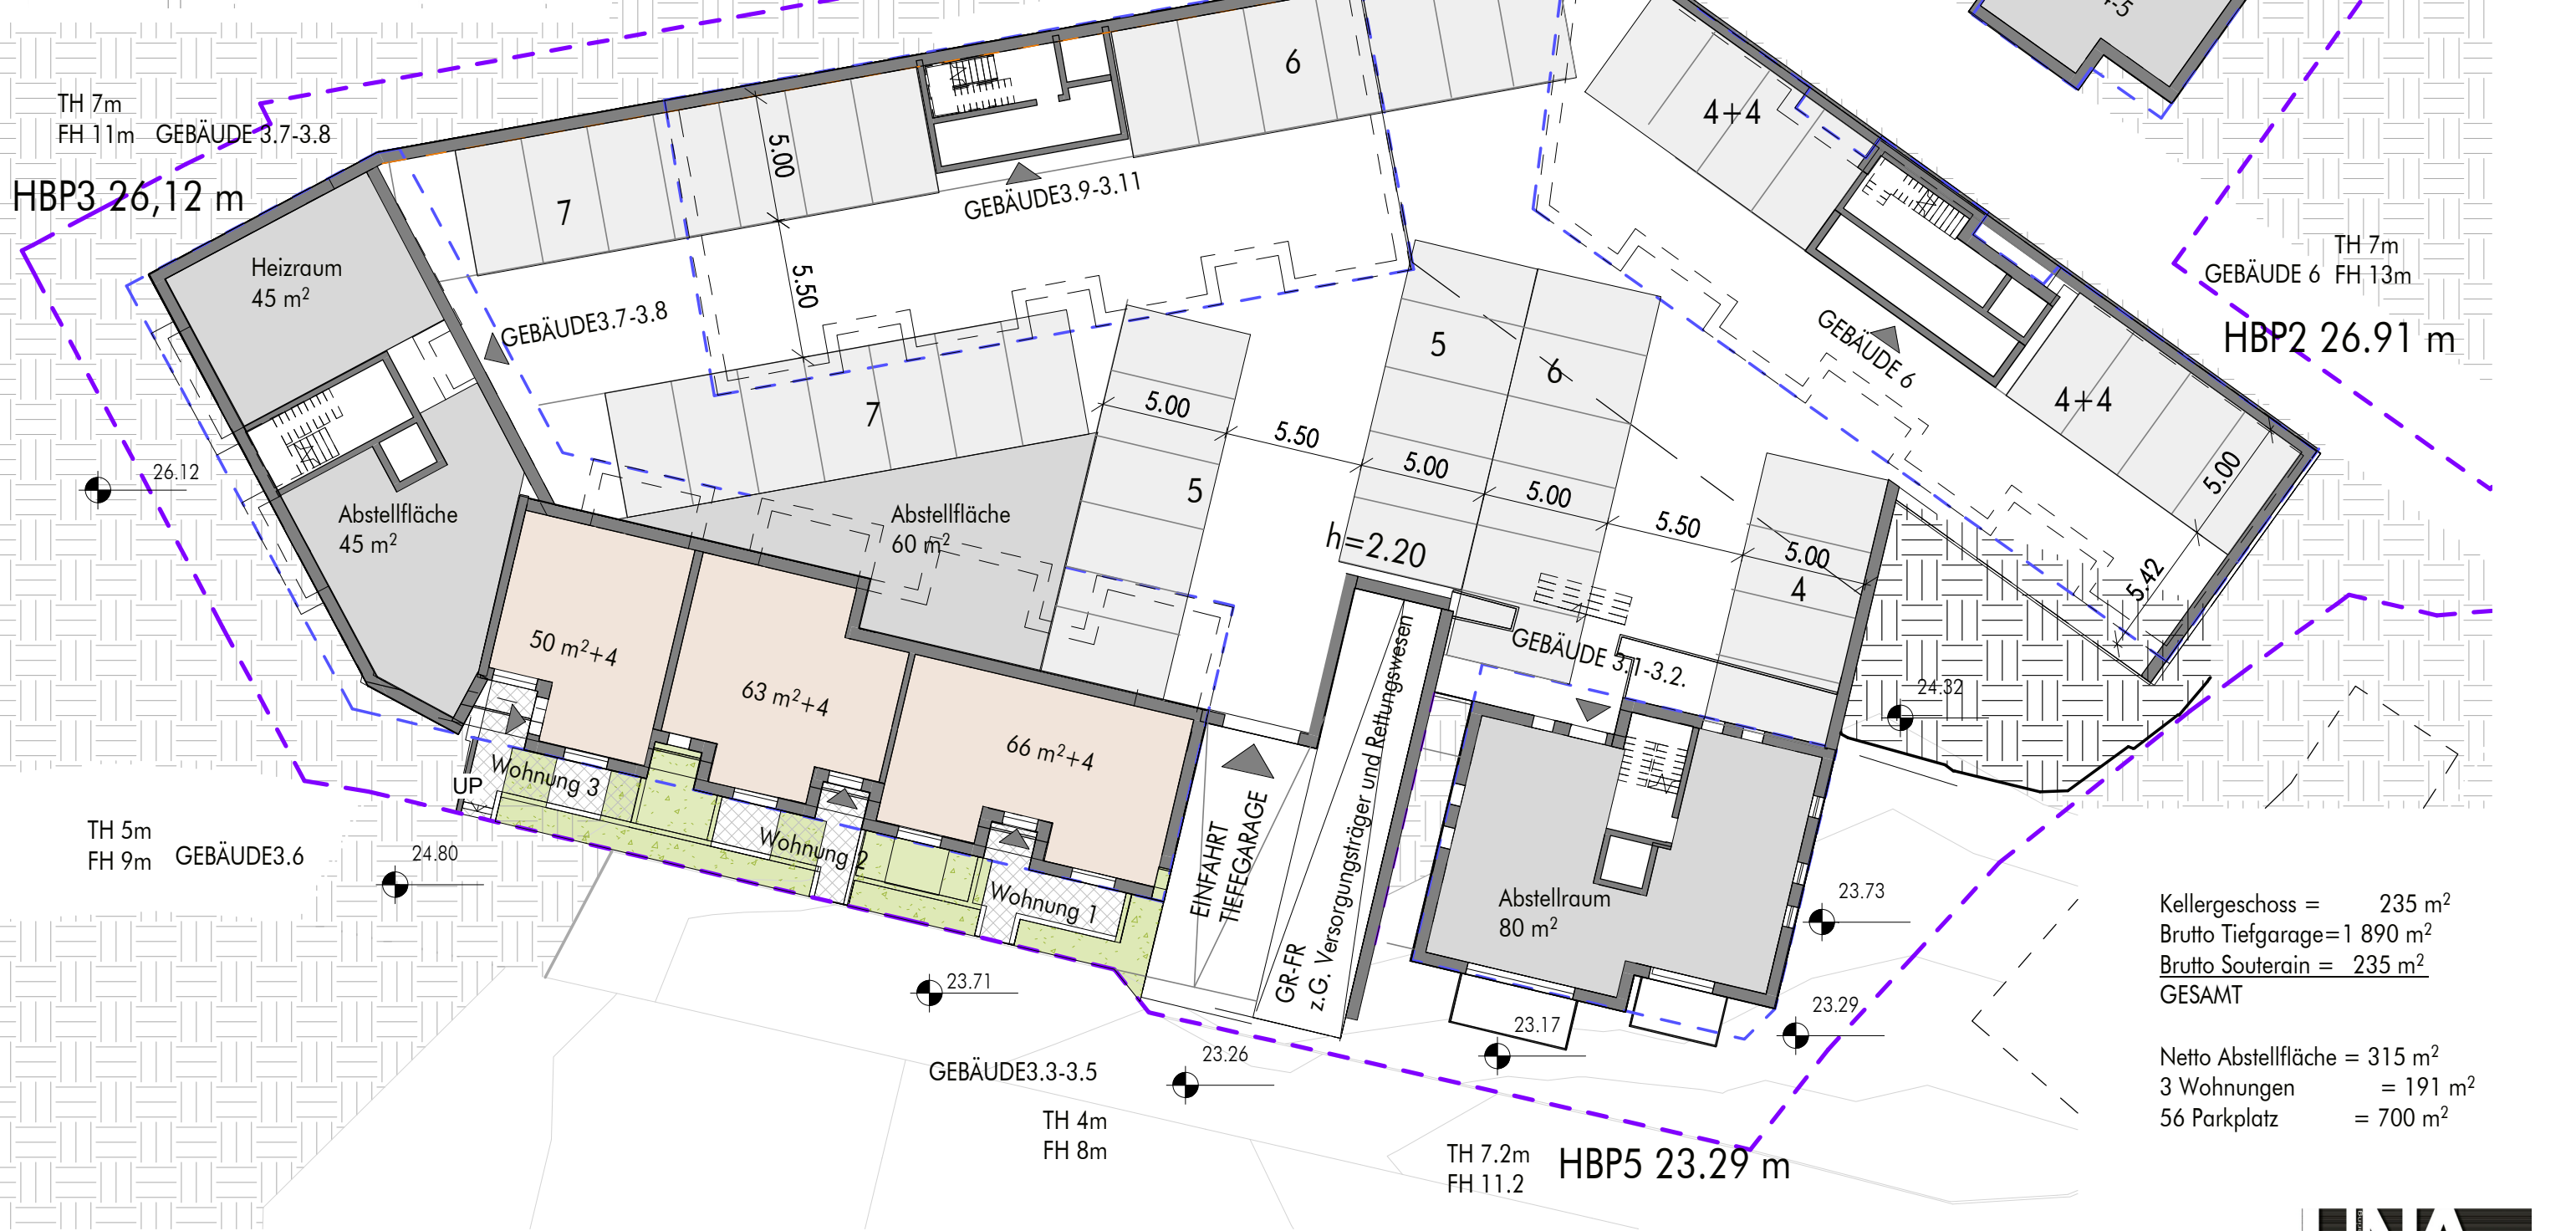 4-5
6
TH 7m
FH 11m GEBÄUDE 3.7-3.8
4+4
5.00
HBP3 26,12 m
7
GEBÄUDE3.9-3.11
Heizraum
45 m²
5.50
TH 7m
GEBÄUDE 6 FH 13m
GEBÄUDE3.7-3.8
HBP2 26.91 m
GEBÄUDE 6
5
6
7
5.00
5.50
5.00
5.00
5.50
5.00
4+4
5.00
26.12
5
Abstellfläche
45 m²
Abstellfläche
60 m²
h=2.20
4
5.42
50 m²+4
63 m²+4
66 m²+4
GEBÄUDE 3.1-3.2.
24.32
Wohnung 3
UP
Wohnung 2
Wohnung 1
EINFAHRT
TIEFEGARAGE
GR-FR
z.G. Versorgungsträger und Rettungswesen
TH 5m
FH 9m GEBÄUDE3.6
24.80
Abstellraum
80 m²
23.73
23.71
23.29
23.17
23.26
GEBÄUDE3.3-3.5
TH 4m
FH 8m
TH 7.2m
FH 11.2
HBP5 23.29 m
Kellergeschoss = 235 m²
Brutto Tiefgarage=1 890 m²
Brutto Souterain = 235 m²
GESAMT
Netto Abstellfläche = 315 m²
3 Wohnungen = 191 m²
56 Parkplatz = 700 m²